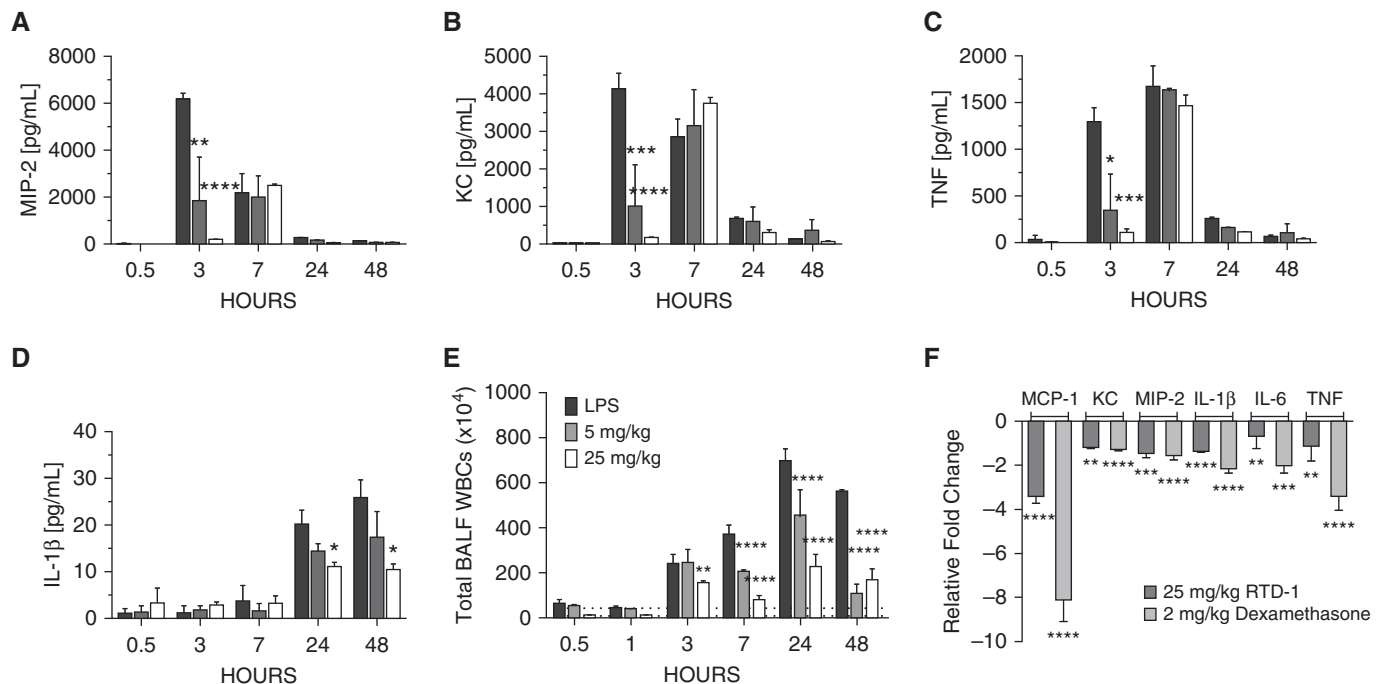 A
MIP-2 [pg/mL]
8000
6000
4000
2000
0
**
****
0.5 3 7 24 48
HOURS
B
KC [pg/mL]
5000
4000
3000
2000
1000
0
***
****
0.5 3 7 24 48
HOURS
C
TNF [pg/mL]
2000
1500
1000
500
0
*
***
0.5 3 7 24 48
HOURS
D
IL-1β [pg/mL]
40
30
20
10
0
* *
0.5 3 7 24 48
HOURS
E
Total BALF WBCs (x10⁴)
1000
800
600
400
200
0
LPS
5 mg/kg
25 mg/kg
**
****
****
****
****
****
****
0.5 1 3 7 24 48
HOURS
F
Relative Fold Change
MCP-1 KC MIP-2 IL-1β IL-6 TNF
0
−2
−4
−6
−8
−10
**** **** ** **** *** **** **** **** ** *** ** ****
25 mg/kg RTD-1
2 mg/kg Dexamethasone